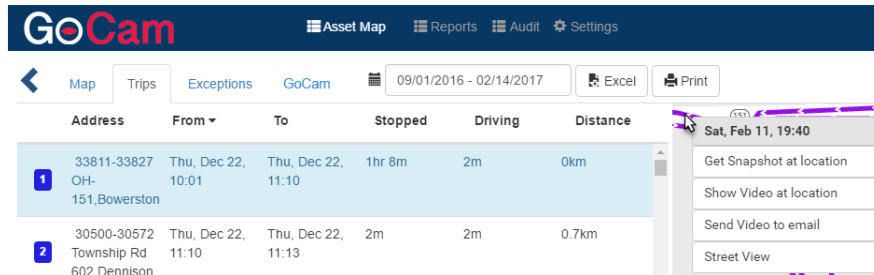 GoCam
Asset Map Reports Audit Settings
Map Trips Exceptions GoCam 09/01/2016 - 02/14/2017 Excel Print
Address From To Stopped Driving Distance
151
Sat, Feb 11, 19:40
Get Snapshot at location
Show Video at location
Send Video to email
Street View
1
33811-33827
OH-
151,Bowerston
Thu, Dec 22,
10:01
Thu, Dec 22,
11:10
1hr 8m
2m
0km
2
30500-30572
Township Rd
602 Dennison
Thu, Dec 22,
11:10
Thu, Dec 22,
11:13
2m
2m
0.7km